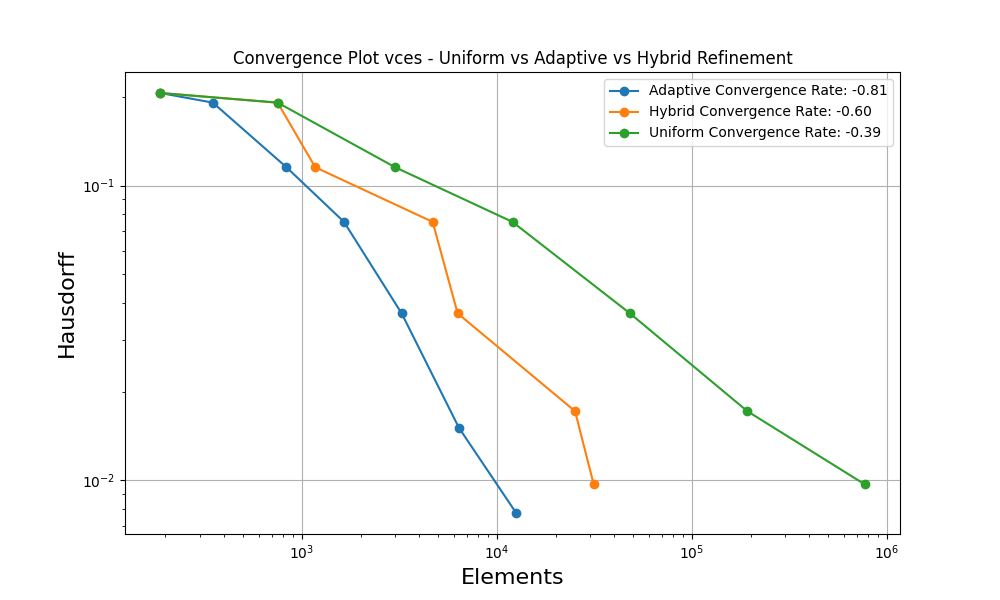 Convergence Plot vces - Uniform vs Adaptive vs Hybrid Refinement
Adaptive Convergence Rate: -0.81
Hybrid Convergence Rate: -0.60
Uniform Convergence Rate: -0.39
Hausdorff
10⁻¹
10⁻²
10³
10⁴
10⁵
10⁶
Elements